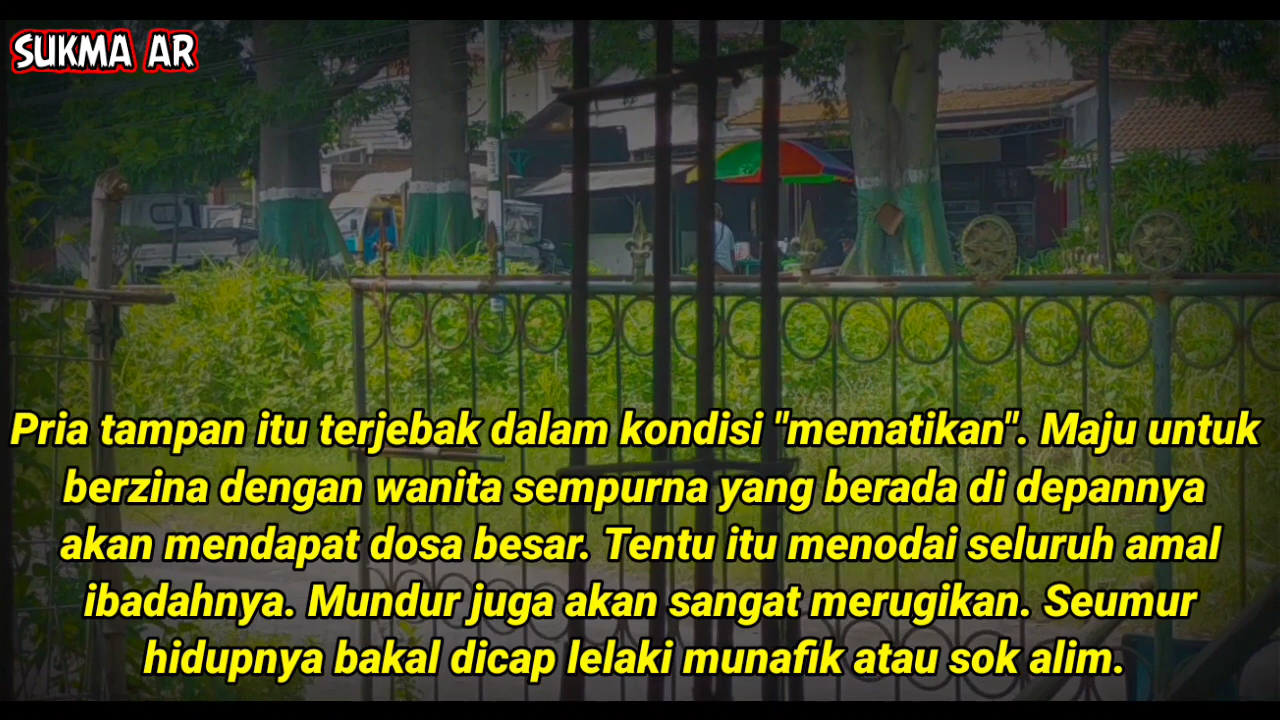 SUKMA AR
Pria tampan itu terjebak dalam kondisi "mematikan". Maju untuk
berzina dengan wanita sempurna yang berada di depannya
akan mendapat dosa besar. Tentu itu menodai seluruh amal
ibadahnya. Mundur juga akan sangat merugikan. Seumur
hidupnya bakal dicap lelaki munafik atau sok alim.